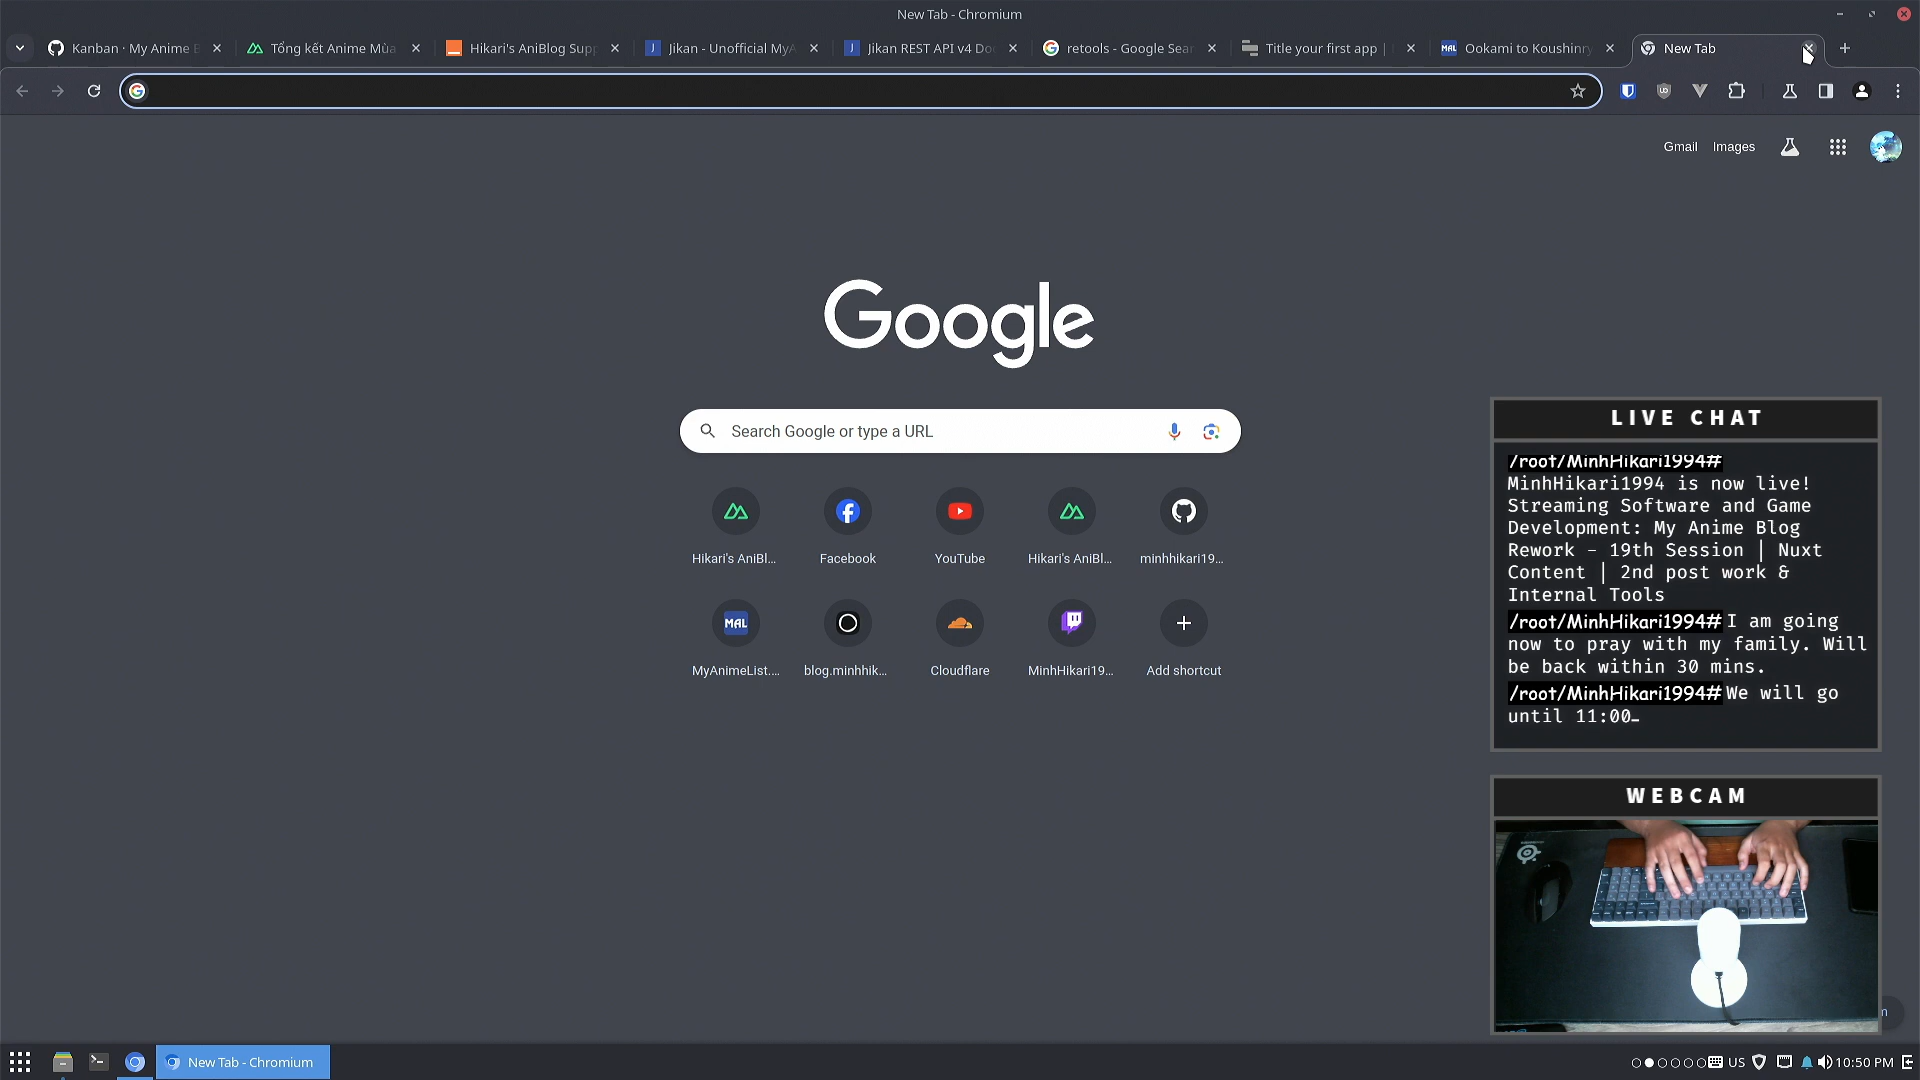 New Tab - Chromium
Kanban · My Anime B
Tổng kết Anime Mùa
Hikari's AniBlog Supp
Jikan - Unofficial MyA
Jikan REST API v4 Do
retools - Google Sear
Title your first app |
MAL Ookami to Koushinry
New Tab
Gmail Images
Google
Search Google or type a URL
Hikari's AniBl... Facebook YouTube Hikari's AniBl... minhhikari19...
MAL
MyAnimeList.... blog.minhhik... Cloudflare MinhHikari19... Add shortcut
LIVE CHAT
/root/MinhHikari1994#
MinhHikari1994 is now live!
Streaming Software and Game
Development: My Anime Blog
Rework - 19th Session | Nuxt
Content | 2nd post work &
Internal Tools
/root/MinhHikari1994# I am going
now to pray with my family. Will
be back within 30 mins.
/root/MinhHikari1994# We will go
until 11:00
WEBCAM
New Tab - Chromium
US
10:50 PM